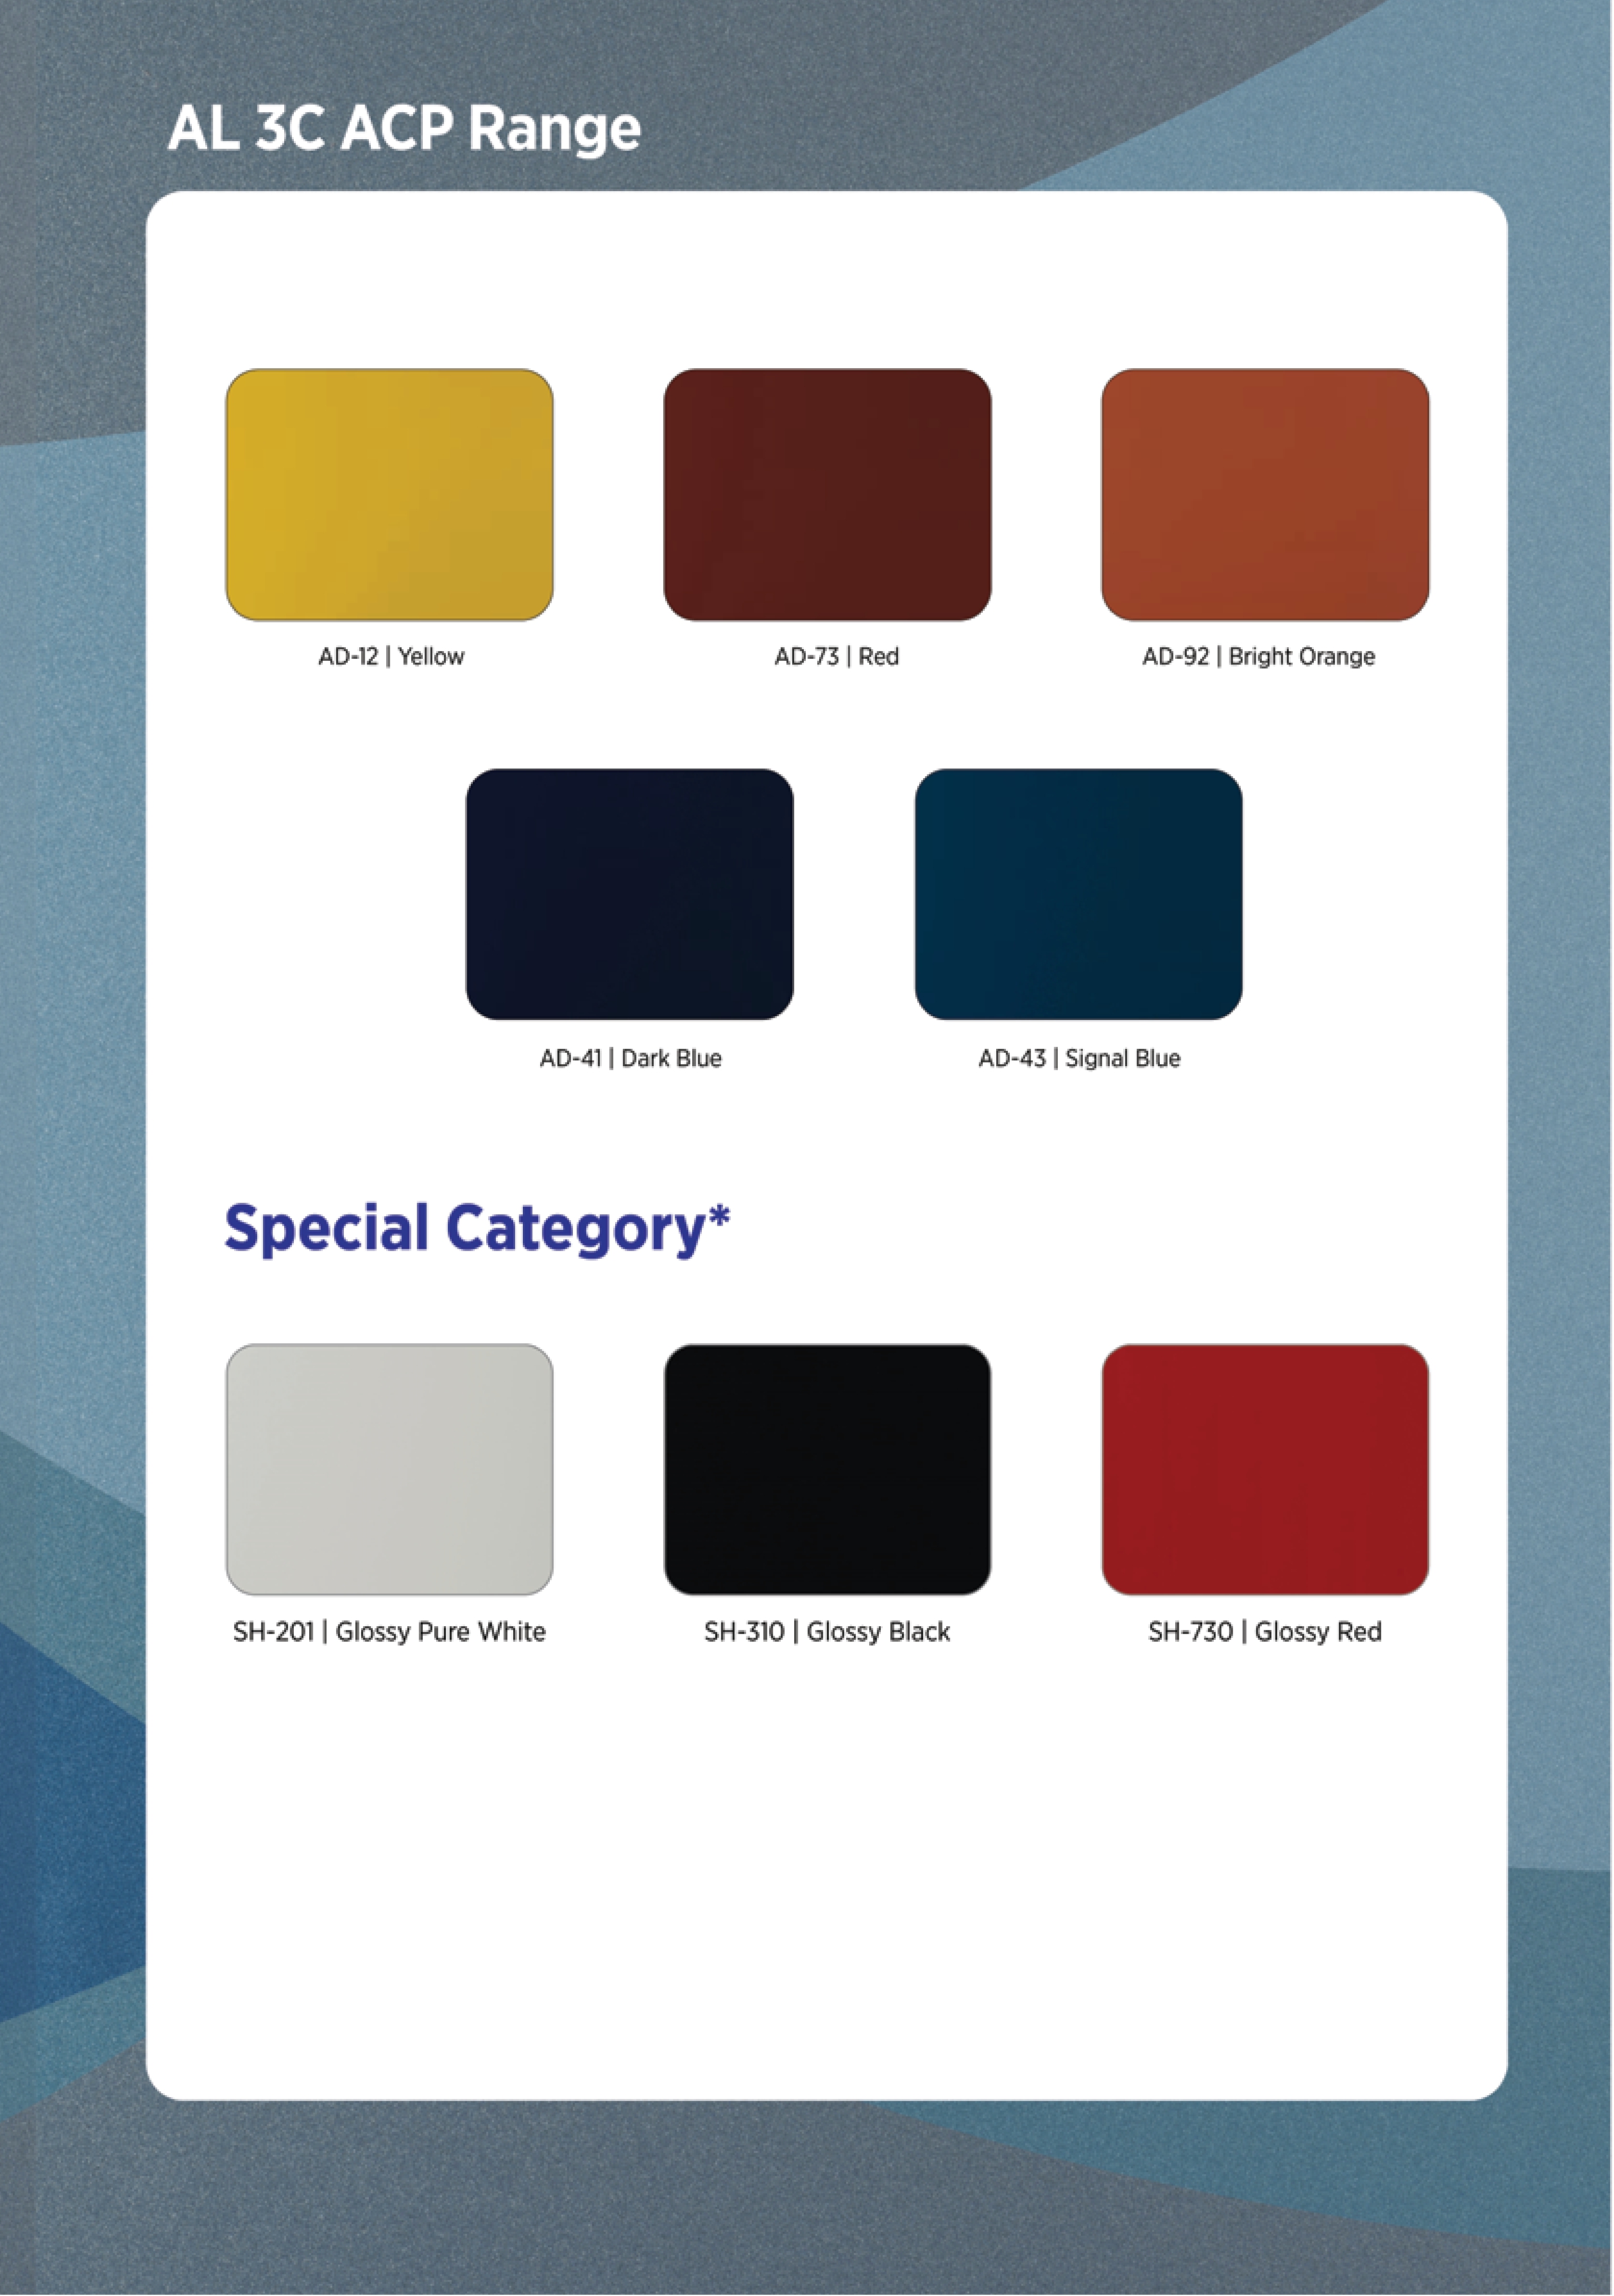 AL 3C ACP Range
AD-12 | Yellow
AD-73 | Red
AD-92 | Bright Orange
AD-41 | Dark Blue
AD-43 | Signal Blue
Special Category*
SH-201 | Glossy Pure White
SH-310 | Glossy Black
SH-730 | Glossy Red